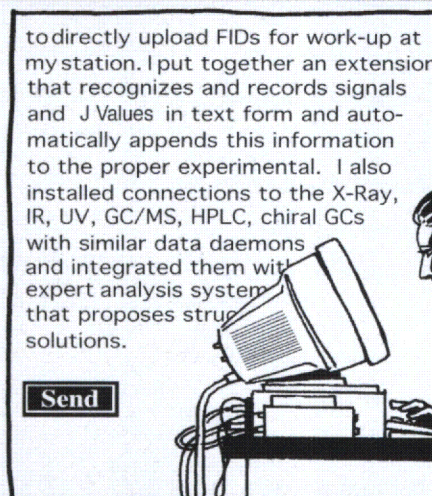 todirectly upload FIDs for work-up at
my station. I put together an extension
that recognizes and records signals
and J Values in text form and auto-
matically appends this information
to the proper experimental. I also
installed connections to the X-Ray,
IR, UV, GC/MS, HPLC, chiral GCs
with similar data daemons
and integrated them
expert analysis system
that proposes
solutions.
Send